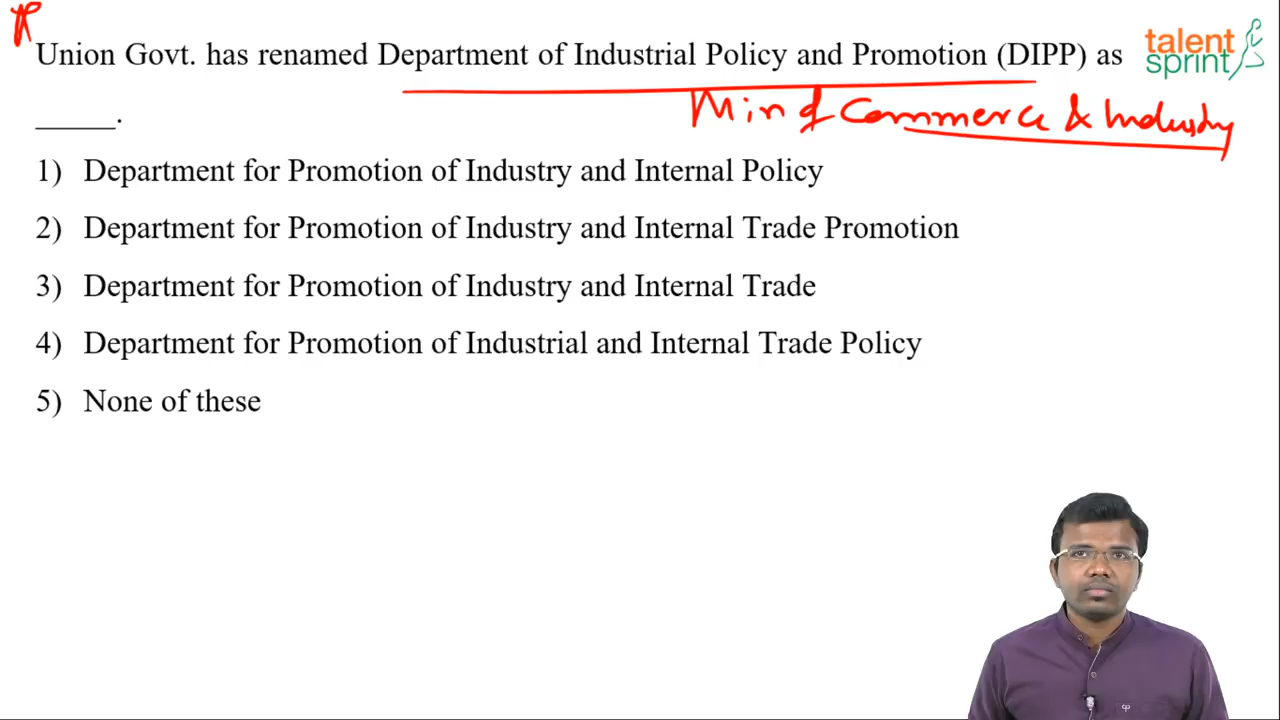 Union Govt. has renamed Department of Industrial Policy and Promotion (DIPP) as
talent
sprint
_____.
Min of Commerce & Industry
1) Department for Promotion of Industry and Internal Policy
2) Department for Promotion of Industry and Internal Trade Promotion
3) Department for Promotion of Industry and Internal Trade
4) Department for Promotion of Industrial and Internal Trade Policy
5) None of these